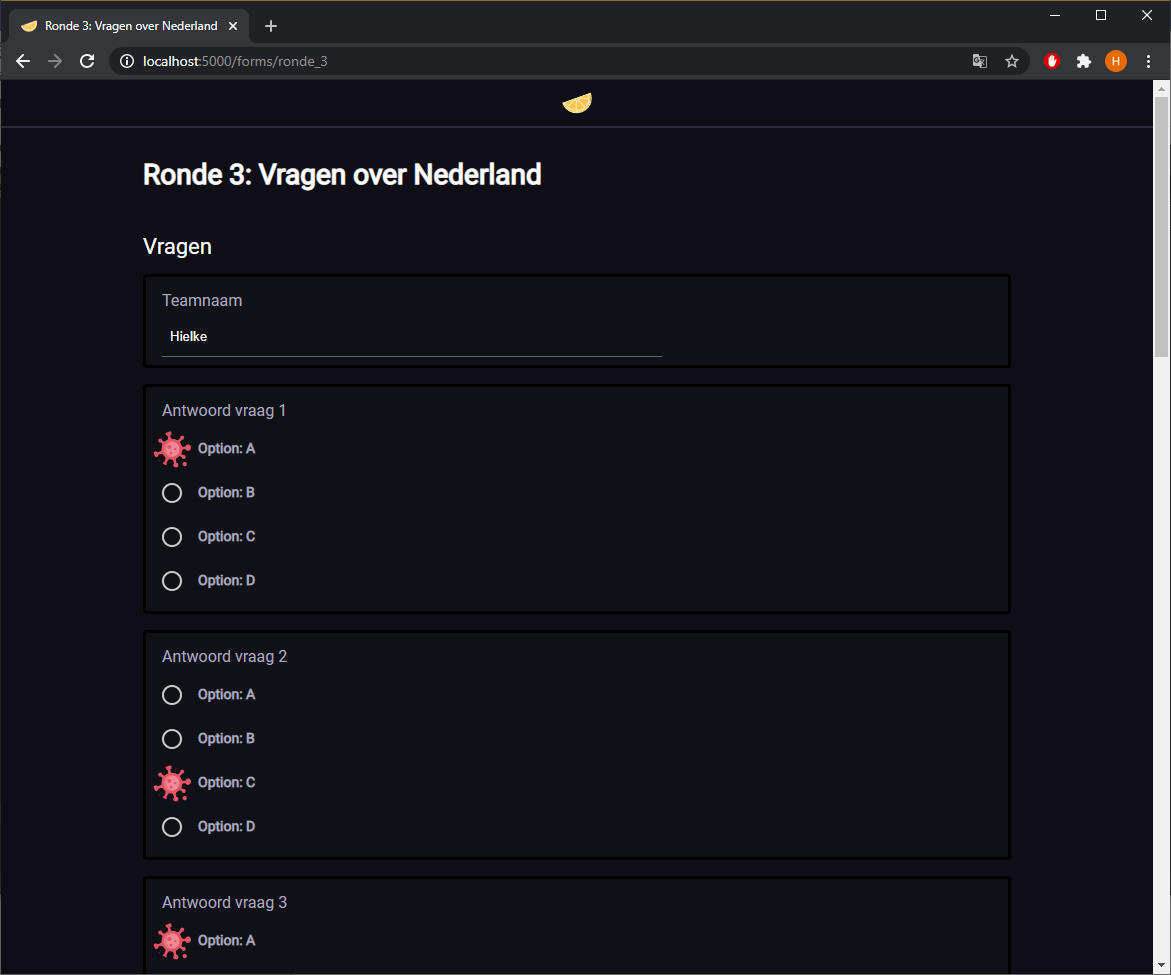 Ronde 3: Vragen over Nederland
localhost:5000/forms/ronde_3
H
Ronde 3: Vragen over Nederland
Vragen
Teamnaam
Hielke
Antwoord vraag 1
Option: A
Option: B
Option: C
Option: D
Antwoord vraag 2
Option: A
Option: B
Option: C
Option: D
Antwoord vraag 3
Option: A